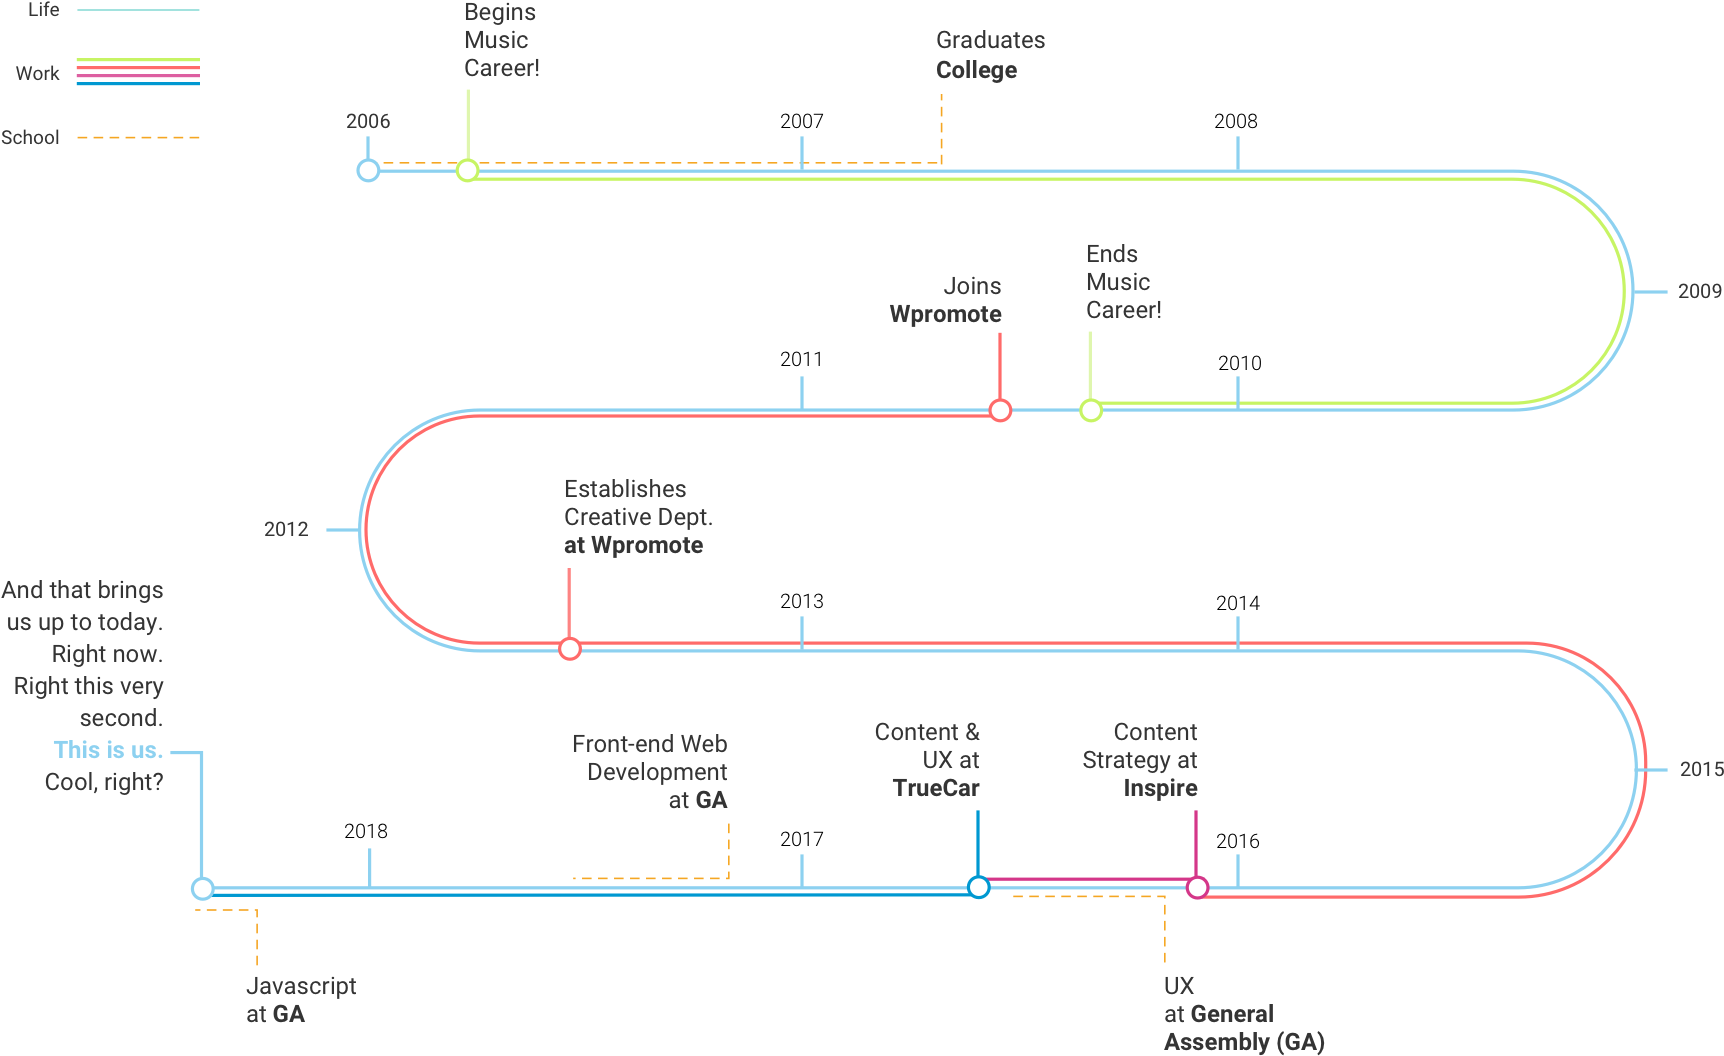 Life
Work
School
Begins
Music
Career!
Graduates
College
2006
2007
2008
2009
Ends
Music
Career!
Joins
Wpromote
2010
2011
2012
Establishes
Creative Dept.
at Wpromote
2013
2014
2015
Content
Strategy at
Inspire
2016
UX
at General
Assembly (GA)
Content &
UX at
TrueCar
2017
Front-end Web
Development
at GA
2018
Javascript
at GA
And that brings
us up to today.
Right now.
Right this very
second.
This is us.
Cool, right?